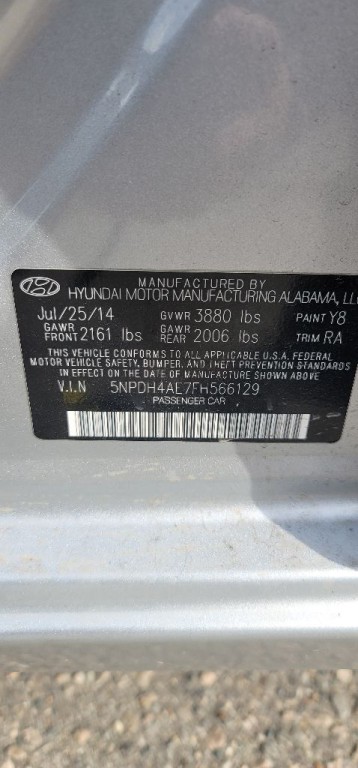 MANUFACTURED BY
HYUNDAI MOTOR MANUFACTURING ALABAMA, LLC
Jul/25/14 GVWR 3880 lbs PAINT Y8
GAWR FRONT 2161 lbs GAWR REAR 2006 lbs TRIM RA
THIS VEHICLE CONFORMS TO ALL APPLICABLE U.S.A. FEDERAL
MOTOR VEHICLE SAFETY, BUMPER, AND THEFT PREVENTION STANDARDS
IN EFFECT ON THE DATE OF MANUFACTURE SHOWN ABOVE
V.I.N 5NPDH4AE7FH566129
PASSENGER CAR